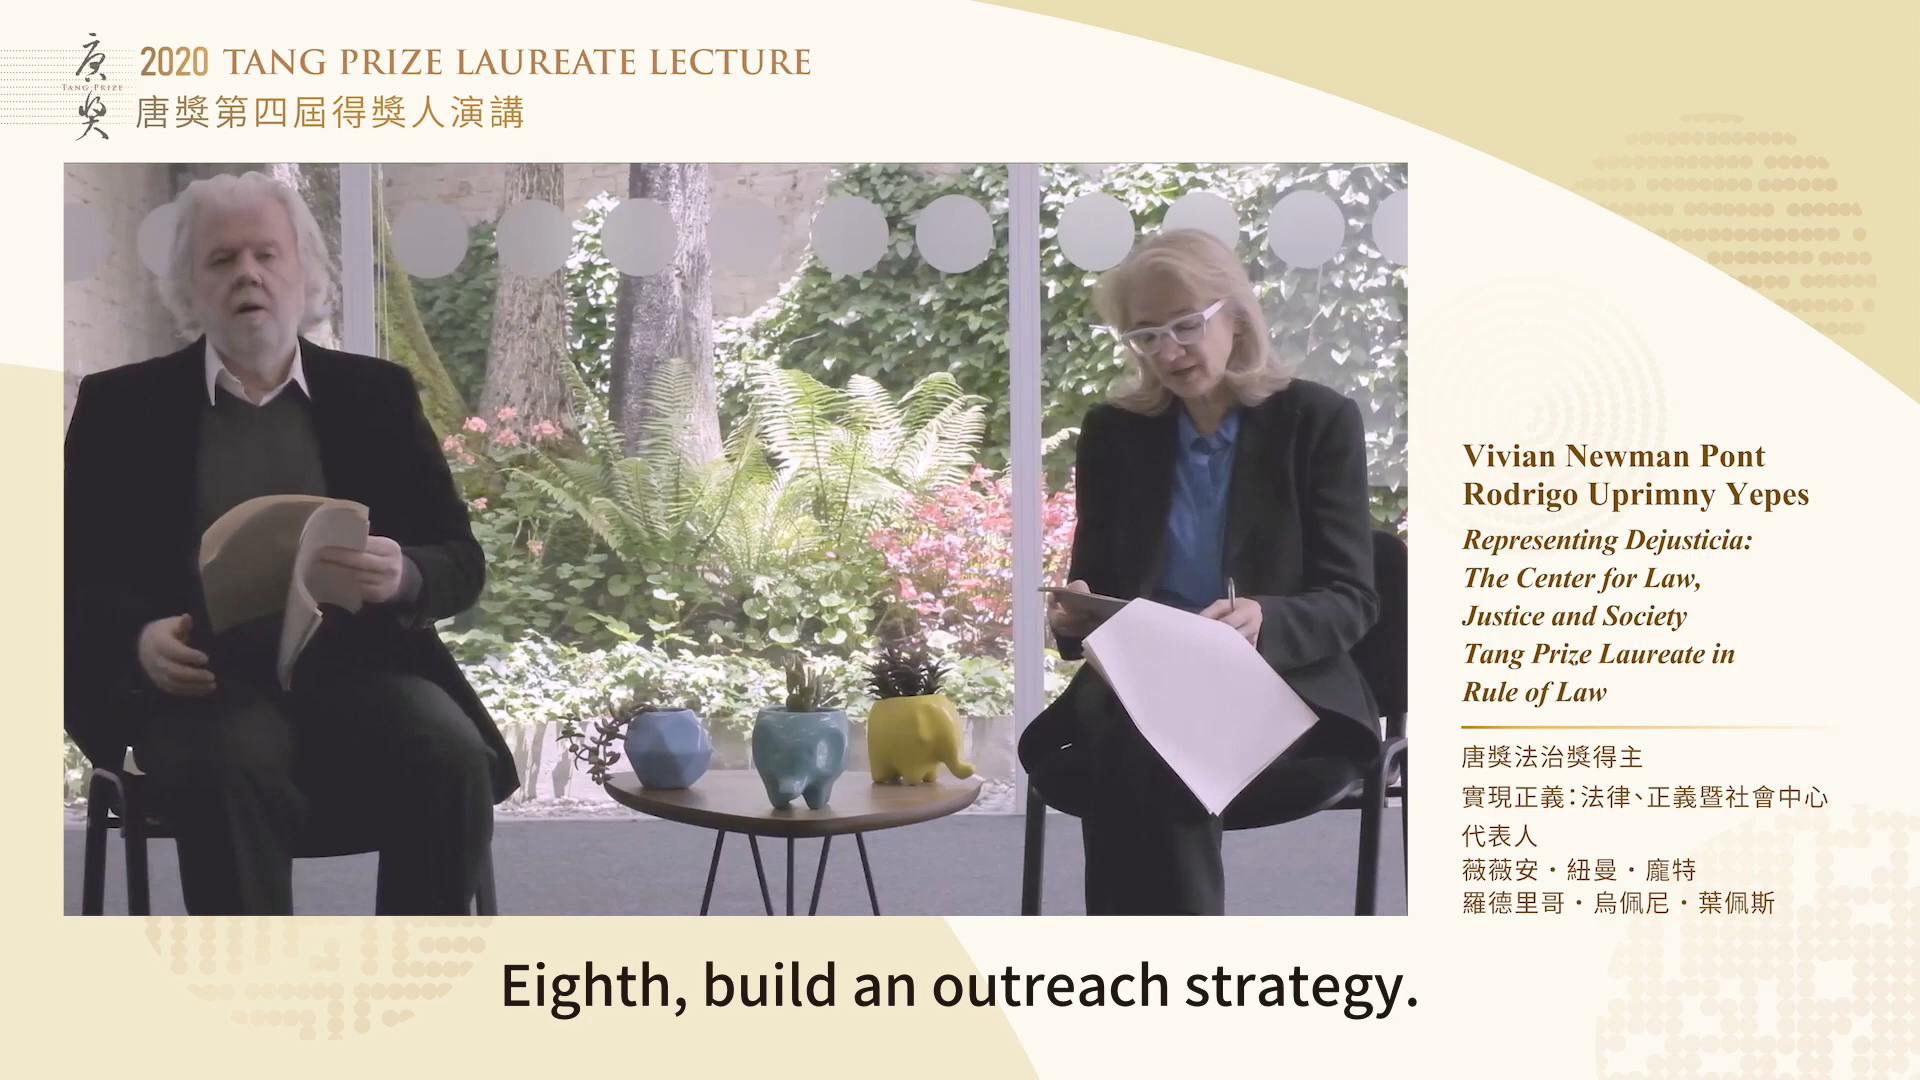 唐獎
TANG PRIZE
2020 TANG PRIZE LAUREATE LECTURE
唐獎第四屆得獎人演講
Vivian Newman Pont
Rodrigo Uprimny Yepes
Representing Dejusticia:
The Center for Law,
Justice and Society
Tang Prize Laureate in
Rule of Law
唐獎法治獎得主
實現正義：法律、正義暨社會中心
代表人
薇薇安・紐曼・龐特
羅德里哥・烏佩尼・葉佩斯
Eighth, build an outreach strategy.